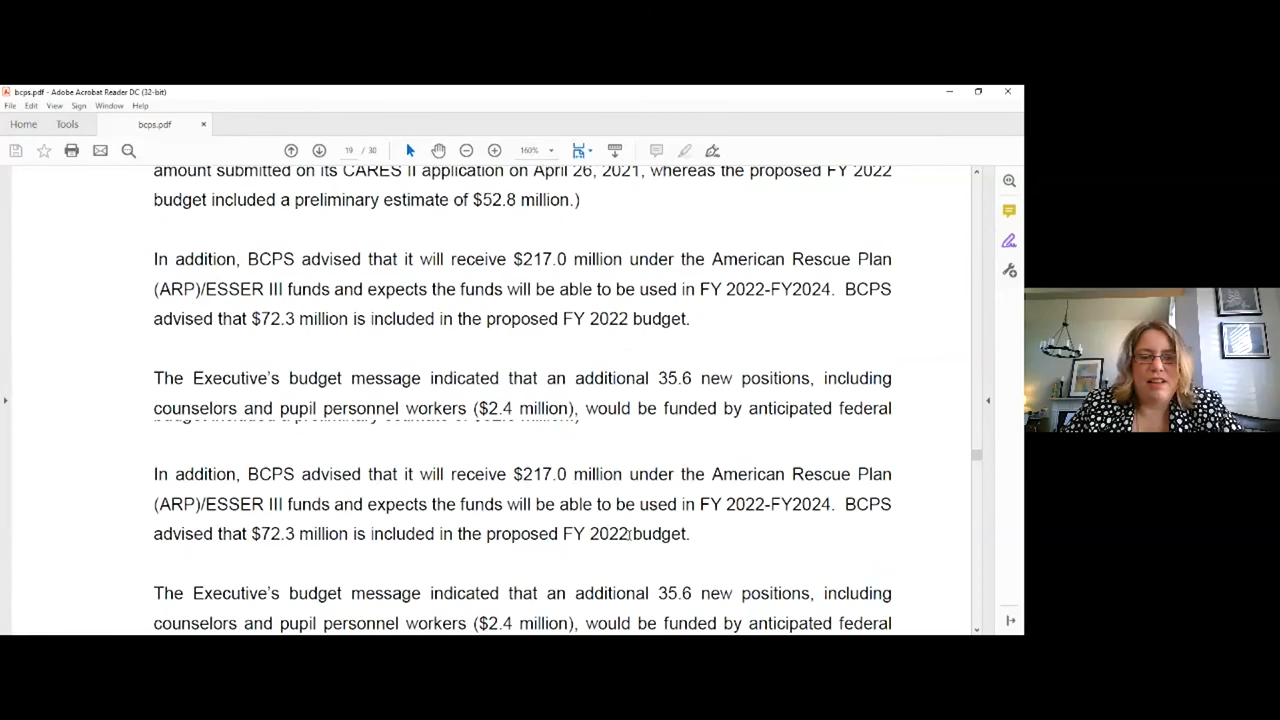 bcps.pdf - Adobe Acrobat Reader DC (32-bit)
File Edit View Sign Window Help
Home Tools bcps.pdf ×
19 / 30 160%
amount submitted on its CARES II application on April 26, 2021, whereas the proposed FY 2022
budget included a preliminary estimate of $52.8 million.)
In addition, BCPS advised that it will receive $217.0 million under the American Rescue Plan
(ARP)/ESSER III funds and expects the funds will be able to be used in FY 2022-FY2024. BCPS
advised that $72.3 million is included in the proposed FY 2022 budget.
The Executive’s budget message indicated that an additional 35.6 new positions, including
counselors and pupil personnel workers ($2.4 million), would be funded by anticipated federal
budget included a preliminary estimate of $52.8 million.)
In addition, BCPS advised that it will receive $217.0 million under the American Rescue Plan
(ARP)/ESSER III funds and expects the funds will be able to be used in FY 2022-FY2024. BCPS
advised that $72.3 million is included in the proposed FY 2022 budget.
The Executive’s budget message indicated that an additional 35.6 new positions, including
counselors and pupil personnel workers ($2.4 million), would be funded by anticipated federal